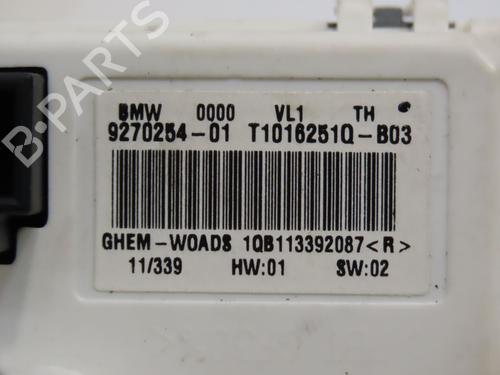 BMW 0000 VL1 TH
9270254-01 T1016251Q-B03
GHEM-WOADS 1QB113392087<R>
11/339 HW:01 SW:02
B-PARTS